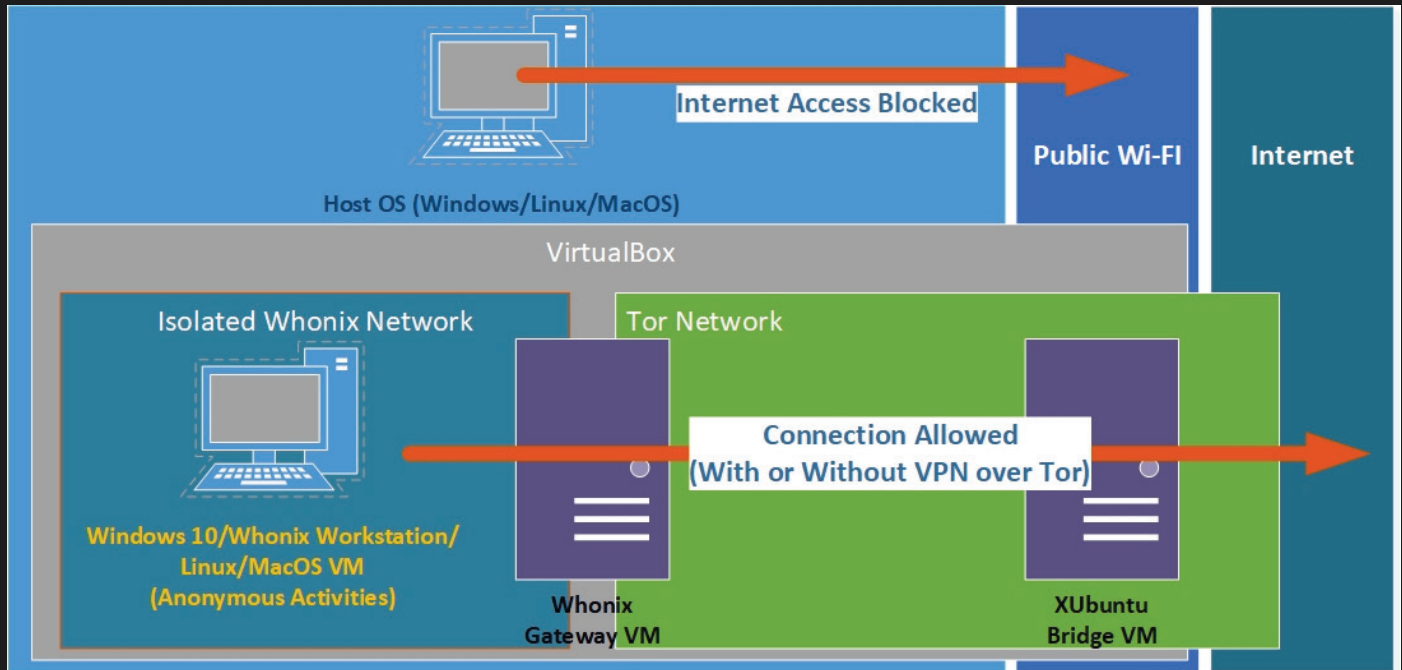 Internet Access Blocked
Public Wi-FI
Internet
Host OS (Windows/Linux/MacOS)
VirtualBox
Isolated Whonix Network
Tor Network
Connection Allowed
(With or Without VPN over Tor)
Windows 10/Whonix Workstation/
Linux/MacOS VM
(Anonymous Activities)
Whonix
Gateway VM
XUbuntu
Bridge VM